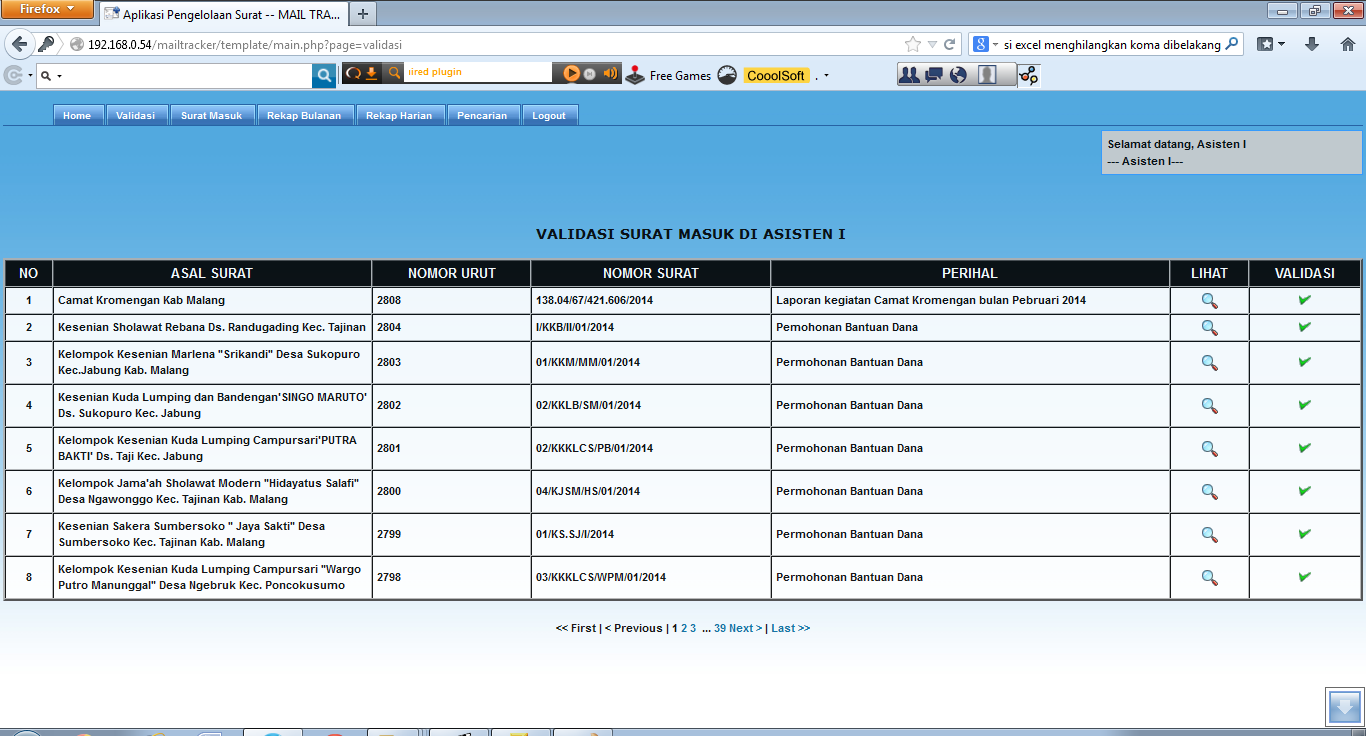 Firefox
Aplikasi Pengelolaan Surat -- MAIL TRA...
192.168.0.54/mailtracker/template/main.php?page=validasi
si excel menghilangkan koma dibelakang
ired plugin
Free Games
CooolSoft
Home Validasi Surat Masuk Rekap Bulanan Rekap Harian Pencarian Logout
Selamat datang, Asisten I
--- Asisten I---
VALIDASI SURAT MASUK DI ASISTEN I
NO ASAL SURAT NOMOR URUT NOMOR SURAT PERIHAL LIHAT VALIDASI
1 Camat Kromengan Kab Malang 2808 138.04/67/421.606/2014 Laporan kegiatan Camat Kromengan bulan Pebruari 2014
2 Kesenian Sholawat Rebana Ds. Randugading Kec. Tajinan 2804 I/KKB/II/01/2014 Pemohonan Bantuan Dana
3 Kelompok Kesenian Marlena "Srikandi" Desa Sukopuro
Kec.Jabung Kab. Malang 2803 01/KKM/MM/01/2014 Permohonan Bantuan Dana
4 Kesenian Kuda Lumping dan Bandengan'SINGO MARUTO'
Ds. Sukopuro Kec. Jabung 2802 02/KKLB/SM/01/2014 Permohonan Bantuan Dana
5 Kelompok Kesenian Kuda Lumping Campursari'PUTRA
BAKTI' Ds. Taji Kec. Jabung 2801 02/KKKLCS/PB/01/2014 Permohonan Bantuan Dana
6 Kelompok Jama'ah Sholawat Modern "Hidayatus Salafi"
Desa Ngawonggo Kec. Tajinan Kab. Malang 2800 04/KJSM/HS/01/2014 Permohonan Bantuan Dana
7 Kesenian Sakera Sumbersoko " Jaya Sakti" Desa
Sumbersoko Kec. Tajinan Kab. Malang 2799 01/KS.SJ/I/2014 Permohonan Bantuan Dana
8 Kelompok Kesenian Kuda Lumping Campursari "Wargo
Putro Manunggal" Desa Ngebruk Kec. Poncokusumo 2798 03/KKKLCS/WPM/01/2014 Permohonan Bantuan Dana
<< First | < Previous | 1 2 3 ... 39 Next > | Last >>